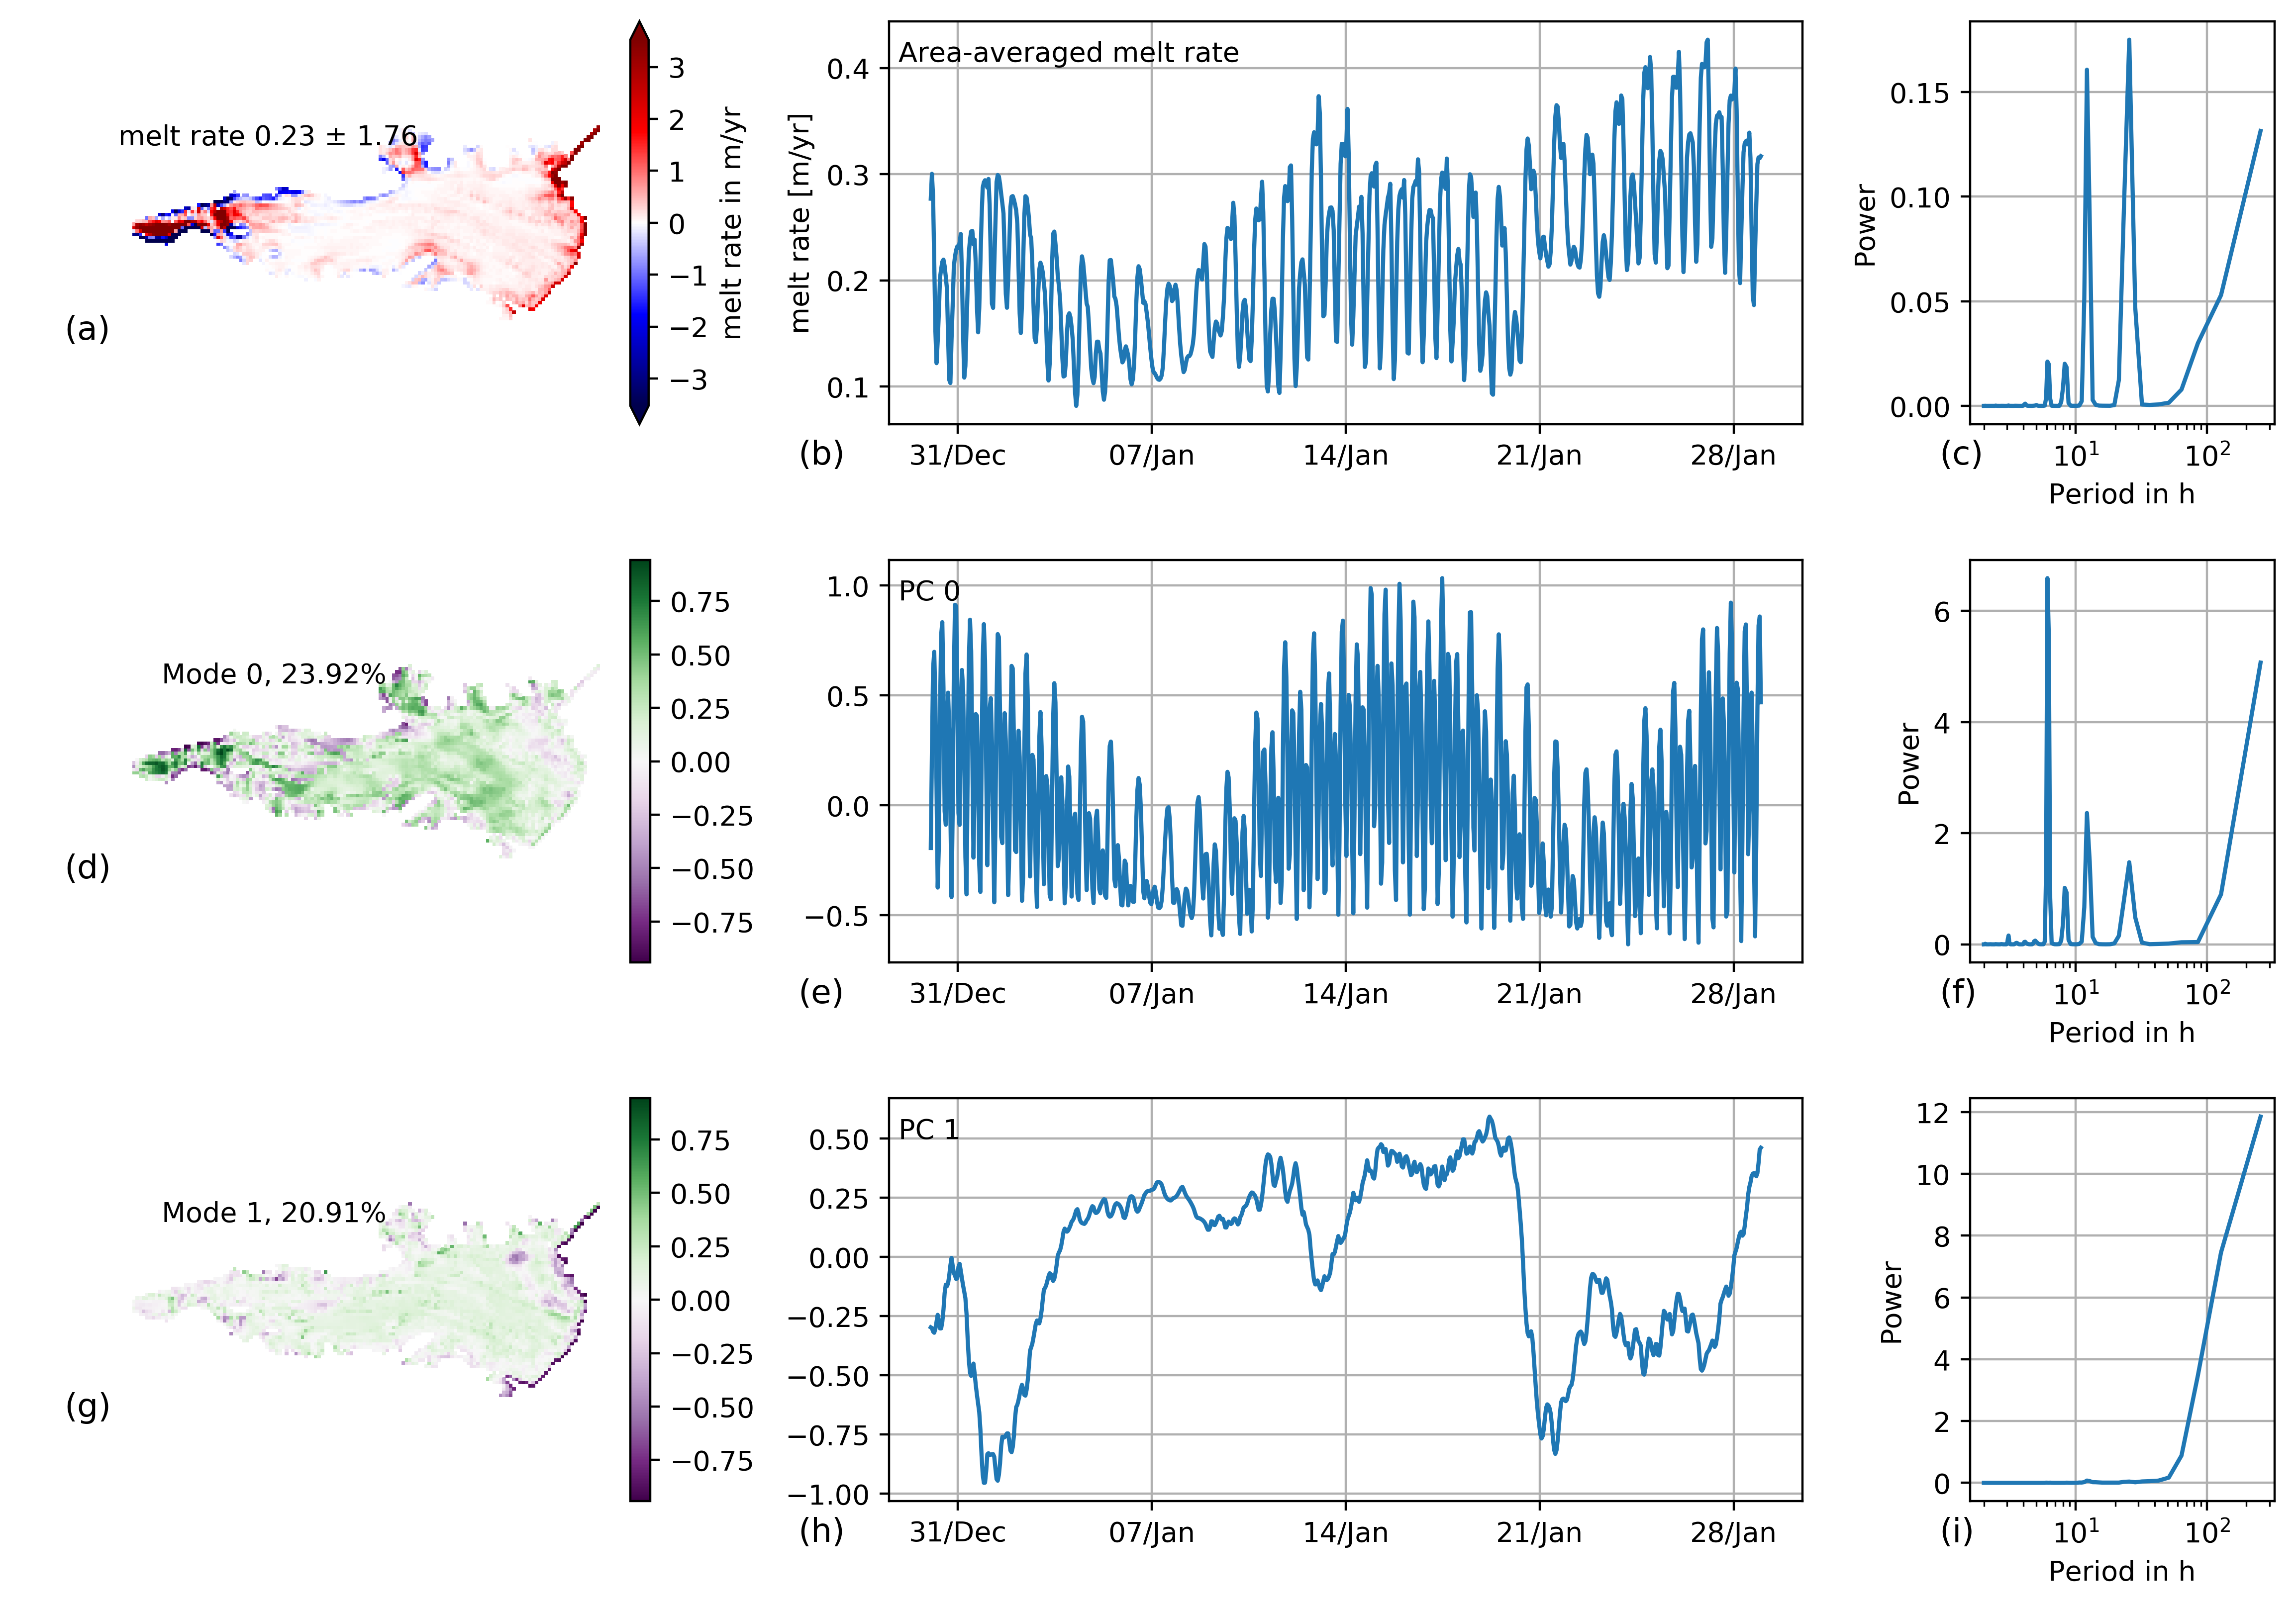 melt rate 0.23 ± 1.76
3
2
1
0
−1
−2
−3
melt rate in m/yr
(a)
Area-averaged melt rate
0.4
0.3
0.2
0.1
melt rate [m/yr]
31/Dec
07/Jan
14/Jan
21/Jan
28/Jan
(b)
0.15
0.10
0.05
0.00
Power
10¹
10²
Period in h
(c)
Mode 0, 23.92%
0.75
0.50
0.25
0.00
−0.25
−0.50
−0.75
(d)
PC 0
1.0
0.5
0.0
−0.5
31/Dec
07/Jan
14/Jan
21/Jan
28/Jan
(e)
6
4
2
0
Power
10¹
10²
Period in h
(f)
Mode 1, 20.91%
0.75
0.50
0.25
0.00
−0.25
−0.50
−0.75
(g)
PC 1
0.50
0.25
0.00
−0.25
−0.50
−0.75
−1.00
31/Dec
07/Jan
14/Jan
21/Jan
28/Jan
(h)
12
10
8
6
4
2
0
Power
10¹
10²
Period in h
(i)